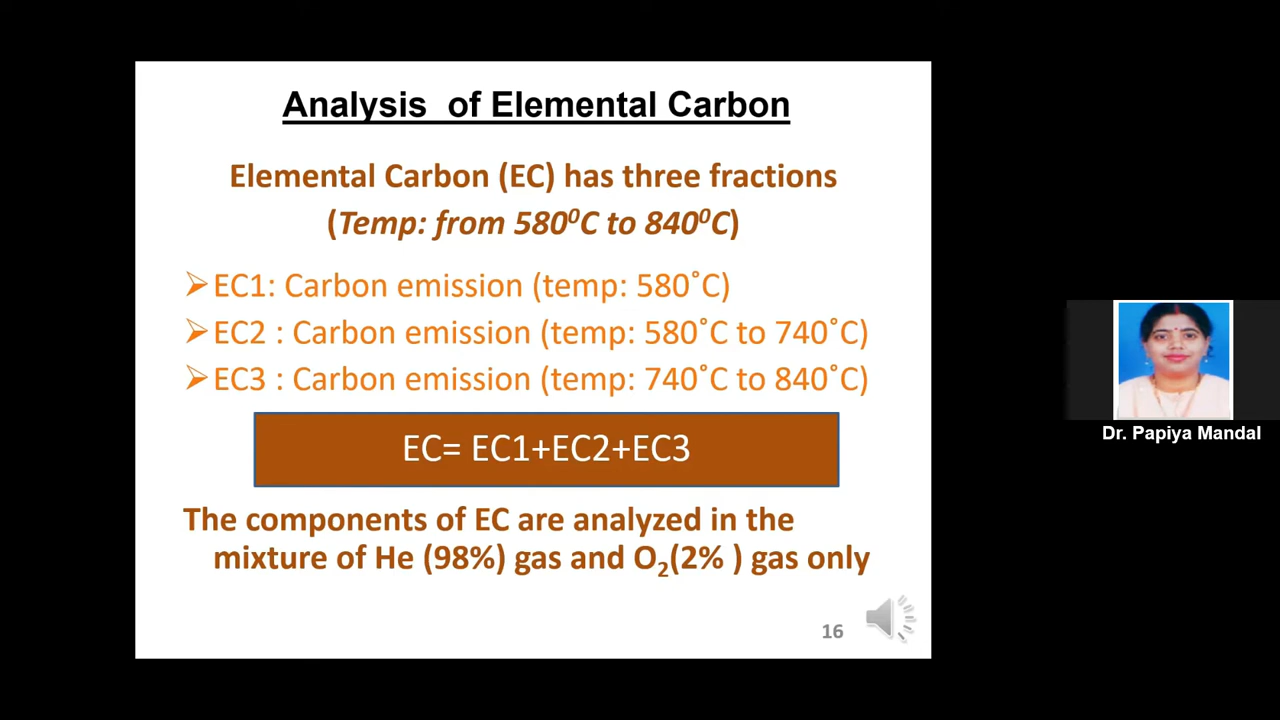 Analysis of Elemental Carbon
Elemental Carbon (EC) has three fractions
(Temp: from 580⁰C to 840⁰C)
➢EC1: Carbon emission (temp: 580˚C)
➢EC2 : Carbon emission (temp: 580˚C to 740˚C)
➢EC3 : Carbon emission (temp: 740˚C to 840˚C)
EC= EC1+EC2+EC3
The components of EC are analyzed in the
mixture of He (98%) gas and O₂(2% ) gas only
16
Dr. Papiya Mandal